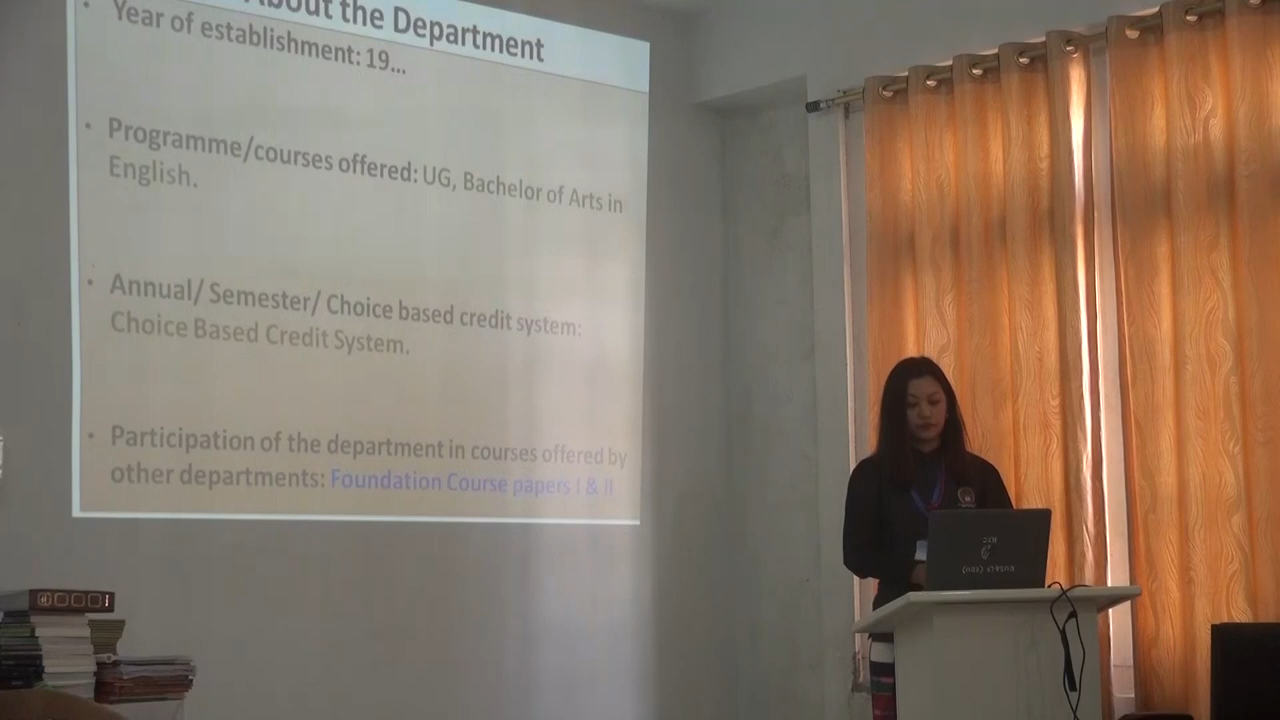 About the Department
• Year of establishment: 19...
• Programme/courses offered: UG, Bachelor of Arts in
English.
• Annual/ Semester/ Choice based credit system:
Choice Based Credit System.
• Participation of the department in courses offered by
other departments: Foundation Course papers I & II